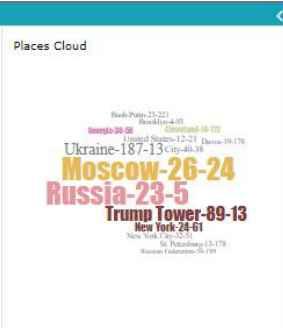 Places Cloud
Bush-Putin-25-221
Brooklyn-4-93
Georgia-38-58 Cleveland-14-172
United States-12-21 Davos-19-178
Ukraine-187-13 City-40-38
Moscow-26-24
Russia-23-5
Trump Tower-89-13
New York-24-61
New York City-32-51
St. Petersburg-13-178
Russian Federation-38-199